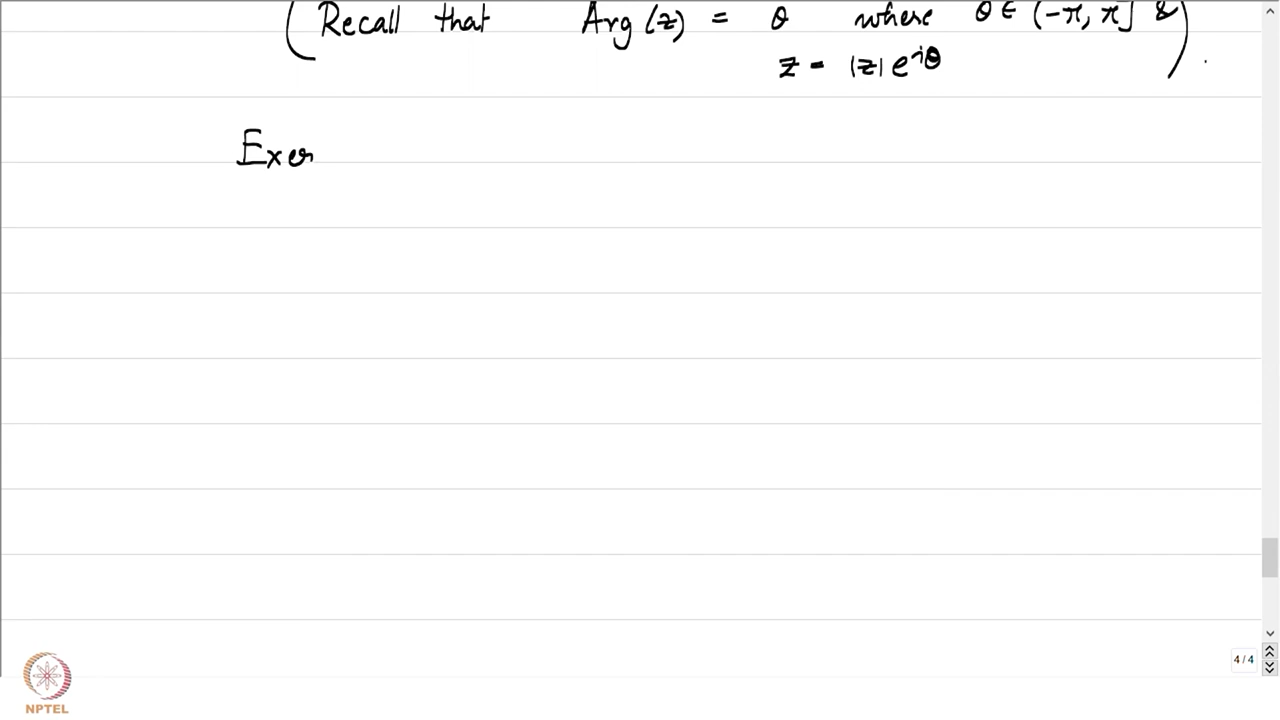 (Recall that Arg(z) = θ where θ ∈ (-π, π] &
z = |z| e^{iθ})
Exer
4 / 4
NPTEL